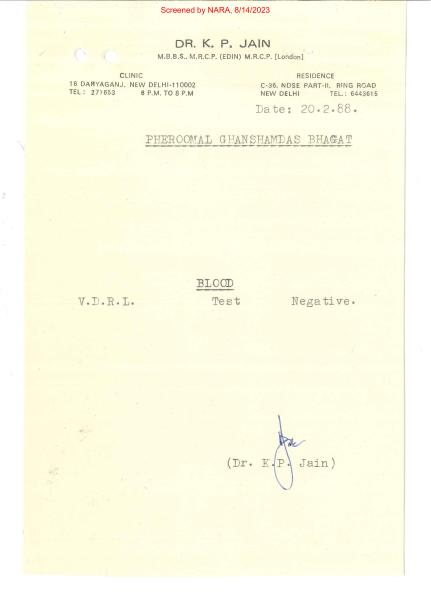 Screened by NARA, 8/14/2023
DR. K. P. JAIN
M.B.B.S., M.R.C.P. (EDIN) M.R.C.P. [London]
CLINIC
16 DARYAGANJ, NEW DELHI-110002
TEL : 271653 6 P.M. TO 8 P.M
RESIDENCE
C-36, NDSE PART-II, RING ROAD
NEW DELHI TEL. : 6443615
Date: 20.2.88.
PHEROOMAL GHANSHAMDAS BHAGAT
BLOOD
V.D.R.L. Test Negative.
(Dr. K.P. Jain)